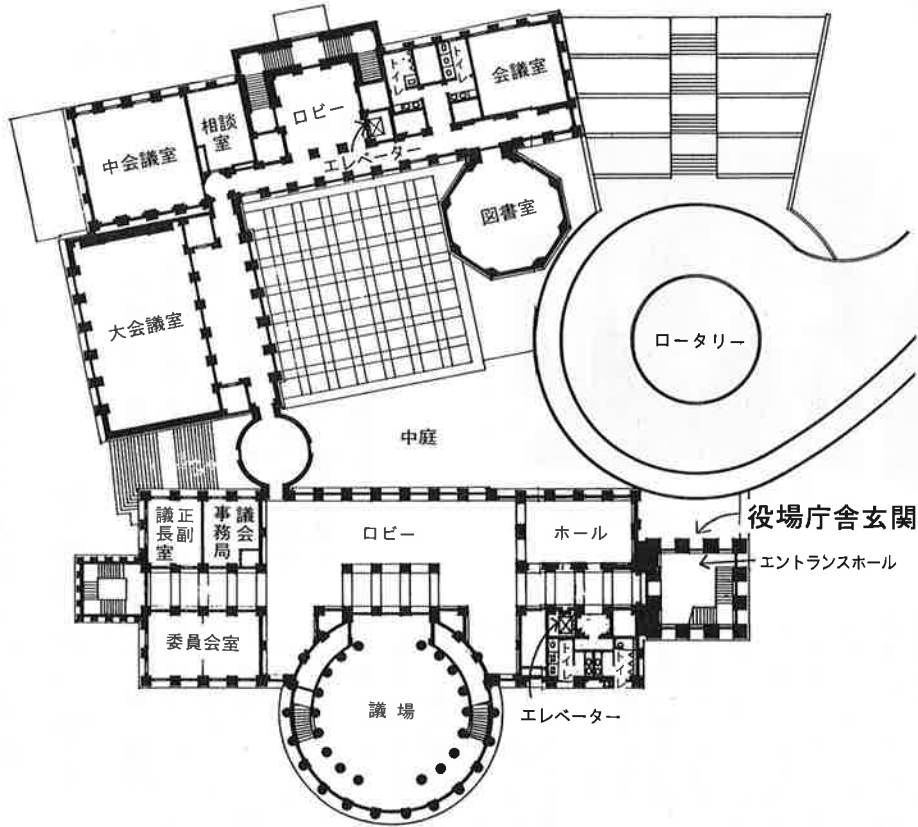 トイレ
トイレ
会議室
ロビー
相談室
中会議室
エレベーター
図書室
大会議室
ロータリー
中庭
役場庁舎玄関
エントランスホール
正副
議長室
議会
事務局
ロビー
ホール
委員会室
議場
トイレ
トイレ
エレベーター